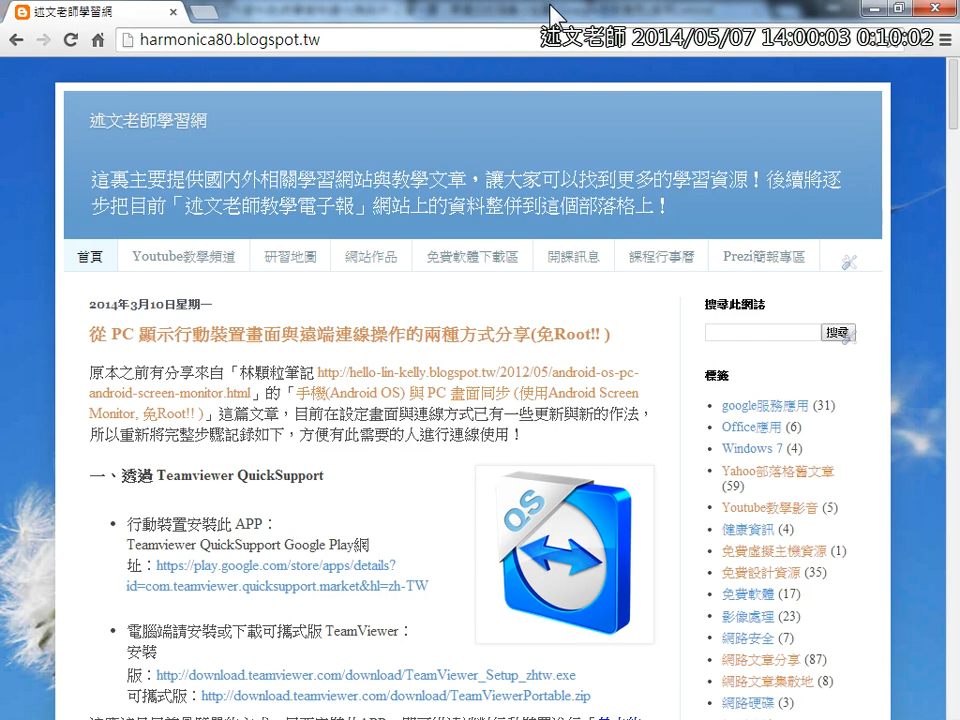 述文老師學習網
harmonica80.blogspot.tw
述文老師 2014/05/07 14:00:03 0:10:02
述文老師學習網
這裏主要提供國內外相關學習網站與教學文章，讓大家可以找到更多的學習資源！後續將逐
步把目前「述文老師教學電子報」網站上的資料整併到這個部落格上！
首頁 Youtube教學頻道 研習地圖 網站作品 免費軟體下載區 開課訊息 課程行事曆 Prezi簡報專區
2014年3月10日星期一
從 PC 顯示行動裝置畫面與遠端連線操作的兩種方式分享(免Root!! )
原本之前有分享來自「林顆粒筆記 http://hello-lin-kelly.blogspot.tw/2012/05/android-os-pc-
android-screen-monitor.html」的「手機(Android OS) 與 PC 畫面同步 (使用Android Screen
Monitor, 免Root!! )」這篇文章，目前在設定畫面與連線方式已有一些更新與新的作法，
所以重新將完整步驟記錄如下，方便有此需要的人進行連線使用！
一、透過 Teamviewer QuickSupport
QS
行動裝置安裝此 APP：
Teamviewer QuickSupport Google Play網
址：https://play.google.com/store/apps/details?
id=com.teamviewer.quicksupport.market&hl=zh-TW
電腦端請安裝或下載可攜式版 TeamViewer：
安裝
版：http://download.teamviewer.com/download/TeamViewer_Setup_zhtw.exe
可攜式版：http://download.teamviewer.com/download/TeamViewerPortable.zip
搜尋此網誌
搜尋
標籤
google服務應用 (31)
Office應用 (6)
Windows 7 (4)
Yahoo部落格舊文章
(59)
Youtube教學影音 (5)
健康資訊 (4)
免費虛擬主機資源 (1)
免費設計資源 (35)
免費軟體 (17)
影像處理 (23)
網路安全 (7)
網路文章分享 (87)
網路文章集散地 (8)
網路硬碟 (3)